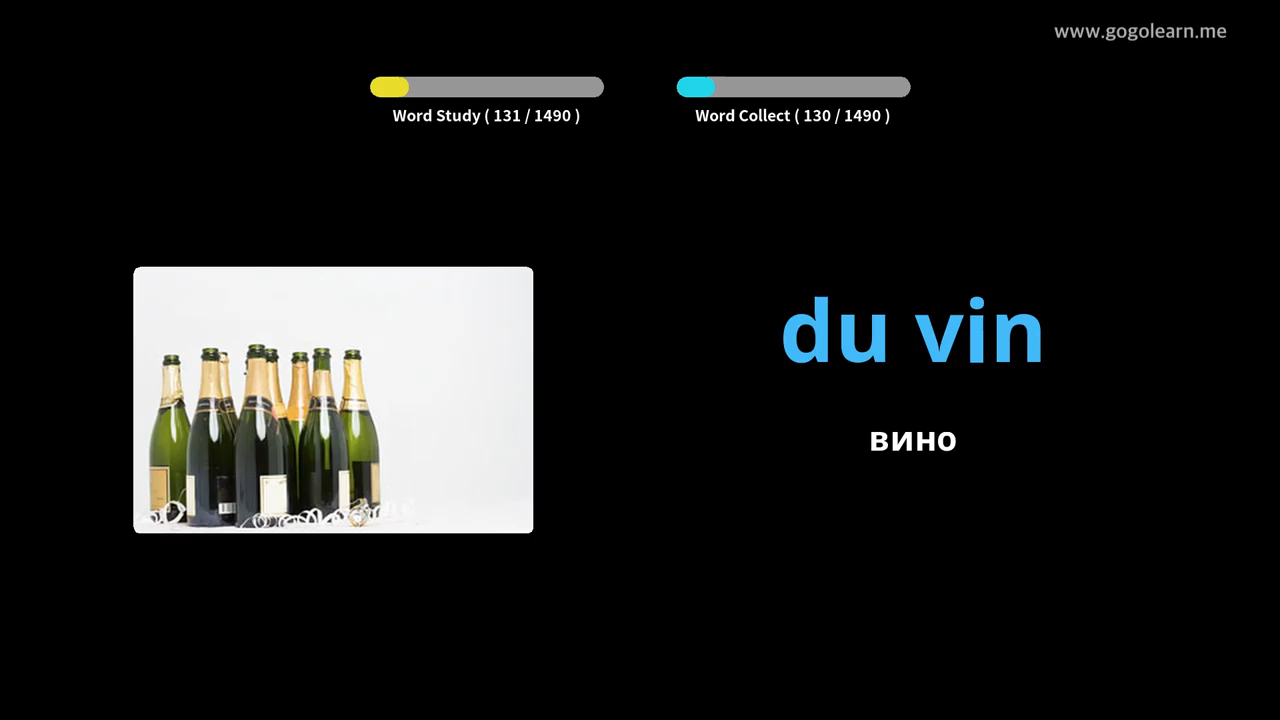 www.gogolearn.me
Word Study ( 131 / 1490 )
Word Collect ( 130 / 1490 )
du vin
вино